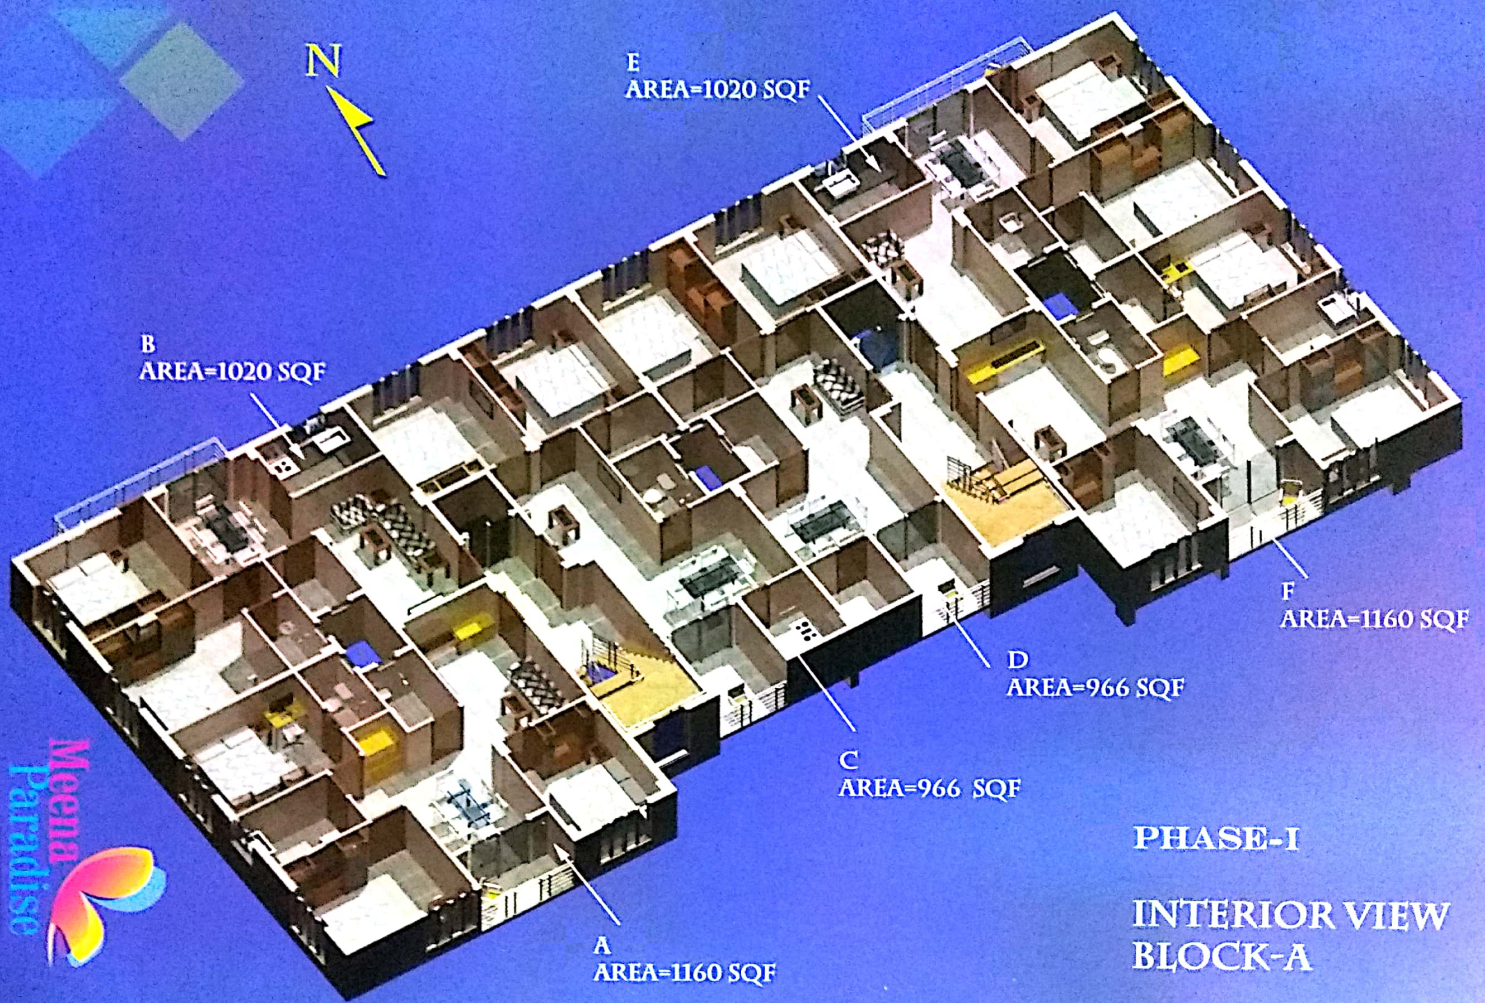 N
E
AREA=1020 SQF
B
AREA=1020 SQF
F
AREA=1160 SQF
D
AREA=966 SQF
C
AREA=966 SQF
Meena
Paradise
PHASE-I
INTERIOR VIEW
BLOCK-A
A
AREA=1160 SQF